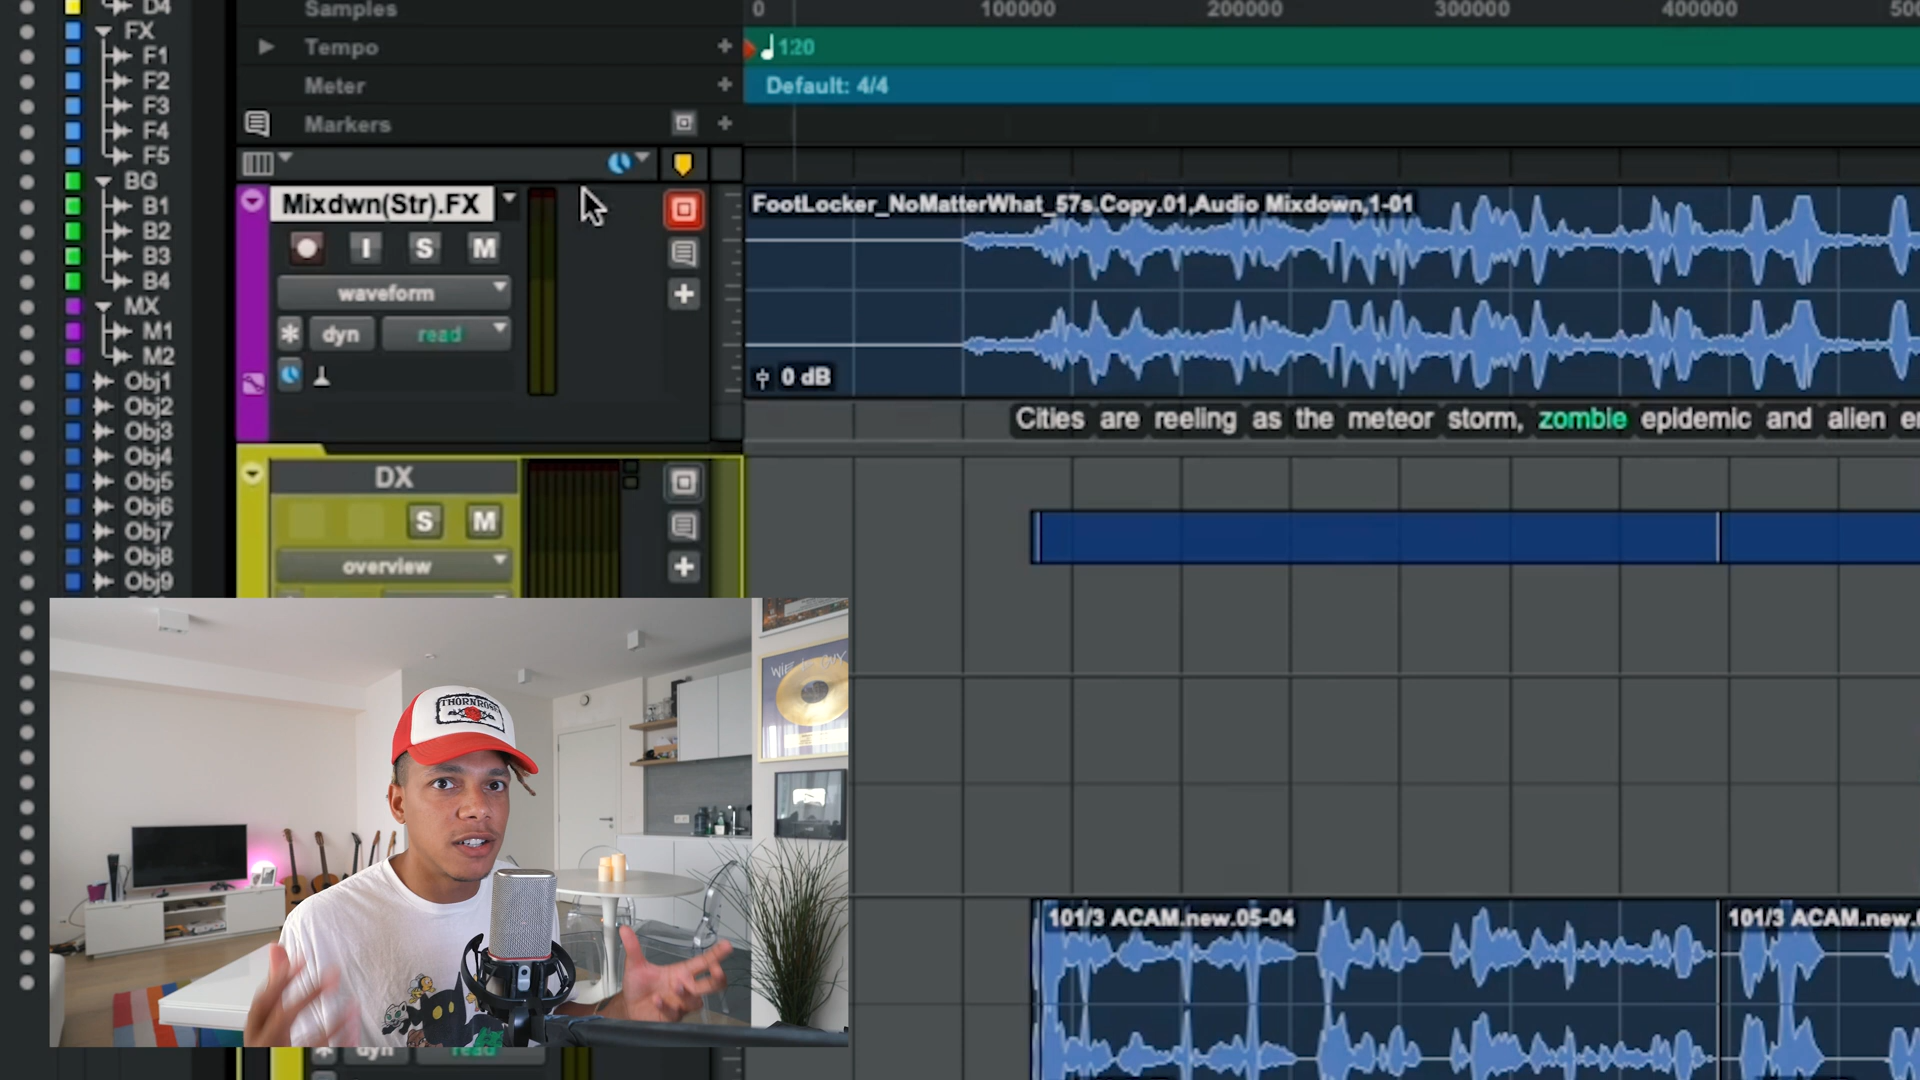 D4
FX
F1
F2
F3
F4
F5
BG
B1
B2
B3
B4
MX
M1
M2
Obj1
Obj2
Obj3
Obj4
Obj5
Obj6
Obj7
Obj8
Obj9
Samples
0 100000 200000 300000 400000
Tempo
120
Meter
Default: 4/4
Markers
Mixdwn(Str).FX
I S M
waveform
dyn read
FootLocker_NoMatterWhat_57s.Copy.01,Audio Mixdown,1-01
0 dB
Cities are reeling as the meteor storm, zombie epidemic and alien
DX
S M
overview
101/3 ACAM.new.05-04
101/3 ACAM.new.
THORNROSE
dyn read